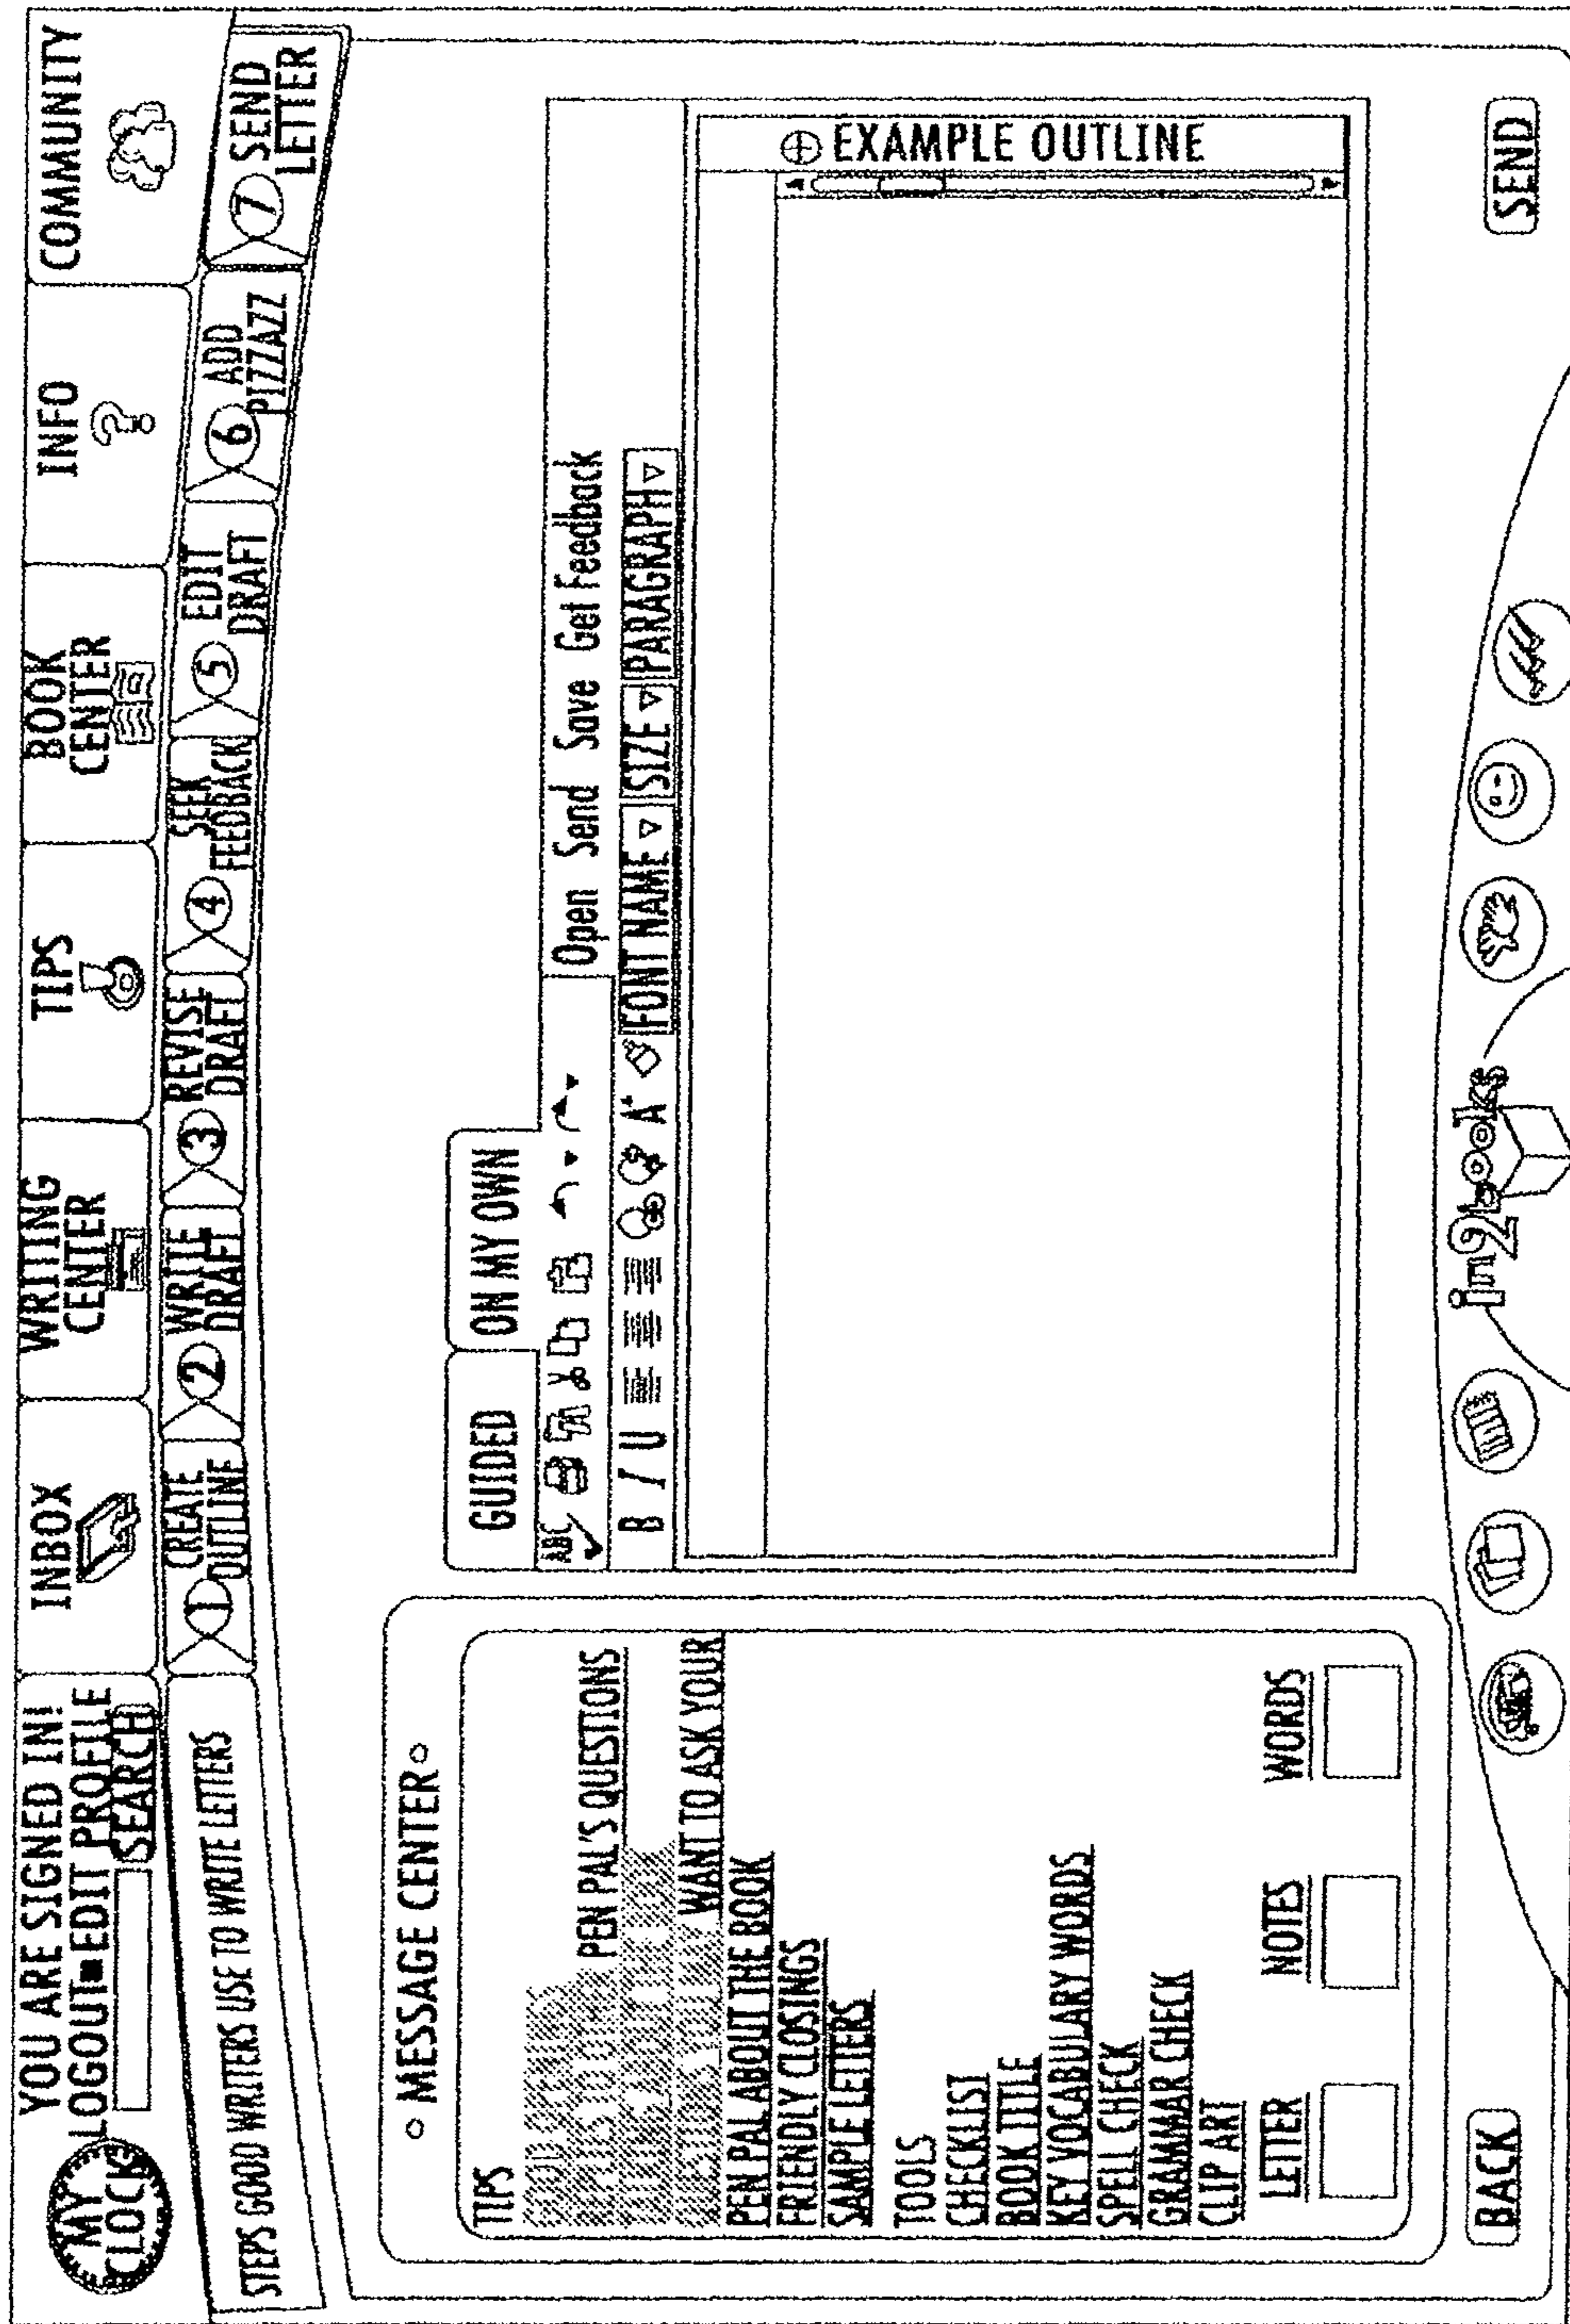 MY
CLOCK
YOU ARE SIGNED IN!
LOGOUT EDIT PROFILE
SEARCH
INBOX
WRITING
CENTER
TIPS
BOOK
CENTER
INFO
COMMUNITY
STEPS GOOD WRITERS USE TO WRITE LETTERS
1 CREATE
OUTLINE
2 WRITE
DRAFT
3 REVISE
DRAFT
4 SEEK
FEEDBACK
5 EDIT
DRAFT
6 ADD
PIZZAZZ
7 SEND
LETTER
MESSAGE CENTER
TIPS
PEN PAL'S QUESTIONS
WANT TO ASK YOUR
PEN PAL ABOUT THE BOOK
FRIENDLY CLOSINGS
SAMPLE LETTERS
TOOLS
CHECKLIST
BOOK TITLE
KEY VOCABULARY WORDS
SPELL CHECK
GRAMMAR CHECK
CLIP ART
LETTER NOTES WORDS
GUIDED ON MY OWN
ABC Open Send Save Get Feedback
B I U A FONT NAME SIZE PARAGRAPH
EXAMPLE OUTLINE
BACK
in2books
SEND